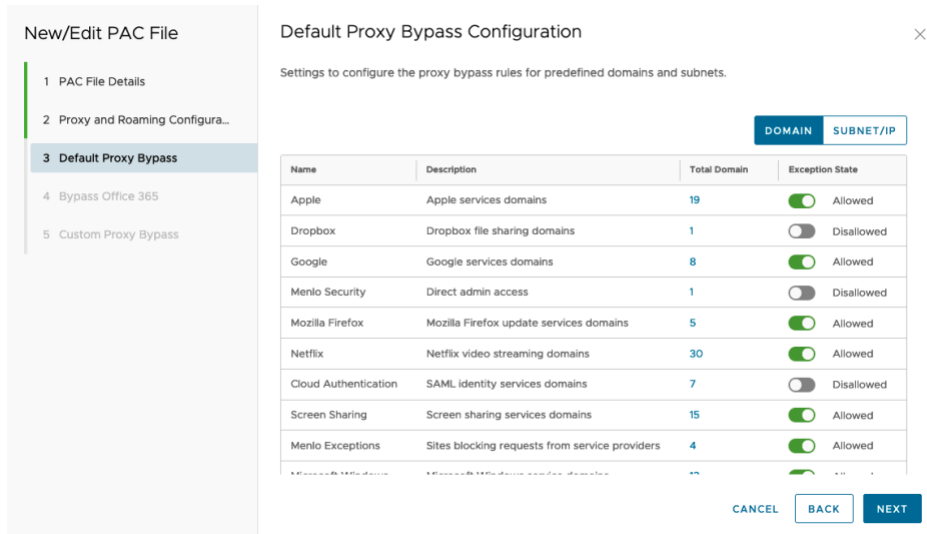 New/Edit PAC File
1 PAC File Details
2 Proxy and Roaming Configura...
3 Default Proxy Bypass
4 Bypass Office 365
5 Custom Proxy Bypass
Default Proxy Bypass Configuration
Settings to configure the proxy bypass rules for predefined domains and subnets.
DOMAIN SUBNET/IP
Name Description Total Domain Exception State
Apple Apple services domains 19 Allowed
Dropbox Dropbox file sharing domains 1 Disallowed
Google Google services domains 8 Allowed
Menlo Security Direct admin access 1 Disallowed
Mozilla Firefox Mozilla Firefox update services domains 5 Allowed
Netflix Netflix video streaming domains 30 Allowed
Cloud Authentication SAML identity services domains 7 Disallowed
Screen Sharing Screen sharing services domains 15 Allowed
Menlo Exceptions Sites blocking requests from service providers 4 Allowed
Microsoft Windows Microsoft Windows service domains
CANCEL BACK NEXT